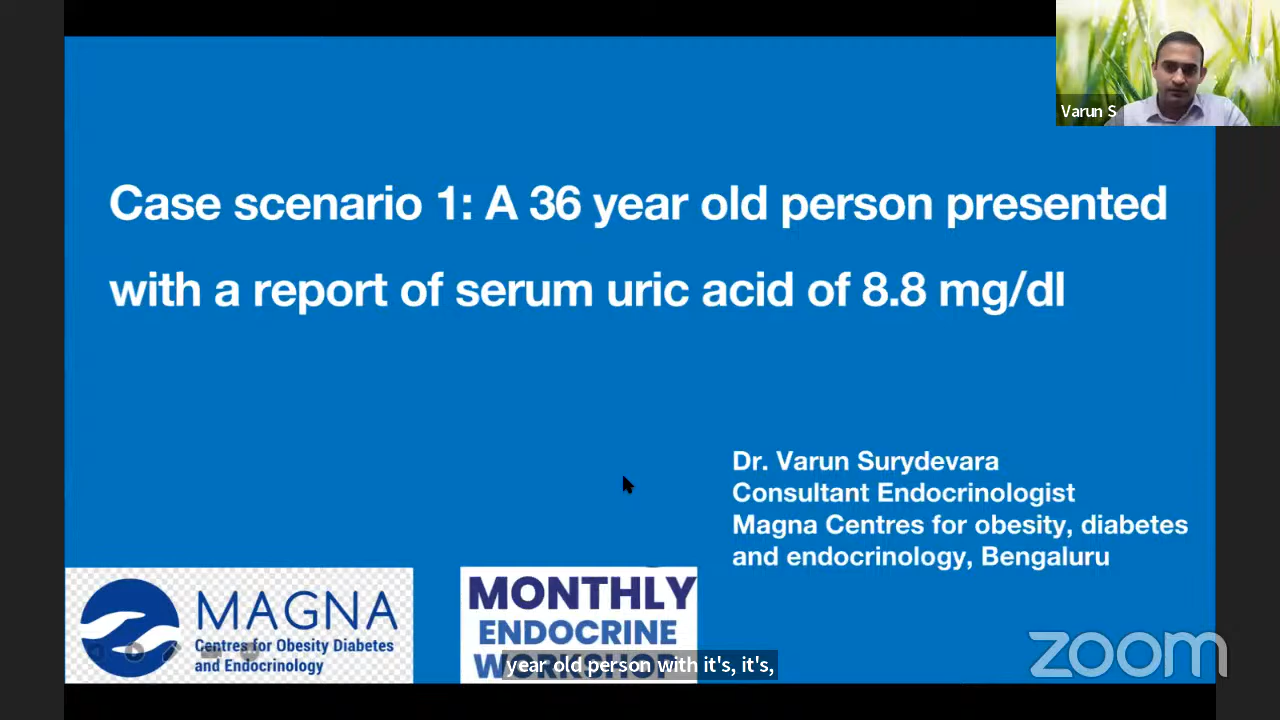 Varun S
Case scenario 1: A 36 year old person presented
with a report of serum uric acid of 8.8 mg/dl
Dr. Varun Surydevara
Consultant Endocrinologist
Magna Centres for obesity, diabetes
and endocrinology, Bengaluru
MAGNA
Centres for Obesity Diabetes
and Endocrinology
MONTHLY
ENDOCRINE
WORKSHOP
year old person with it's, it's,
zoom